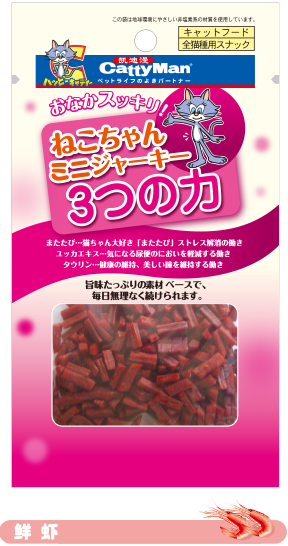 この袋は地球環境にやさしい非塩素系の材料を使用しています。
キャットフード
全猫種用スナック
凯迪漫
CattyMan
ペットライフのよきパートナー
ハッピーキャッティー
おなかスッキリ
ねこちゃん
ミニジャーキー
3つの力
またたび…猫ちゃん大好き「またたび」ストレス解消の働き
ユッカエキス…気になる尿便のにおいを軽減する働き
タウリン…健康の維持、美しい瞳を維持する働き
旨味たっぷりの素材ベースで、
毎日無理なく続けられます。
鲜虾